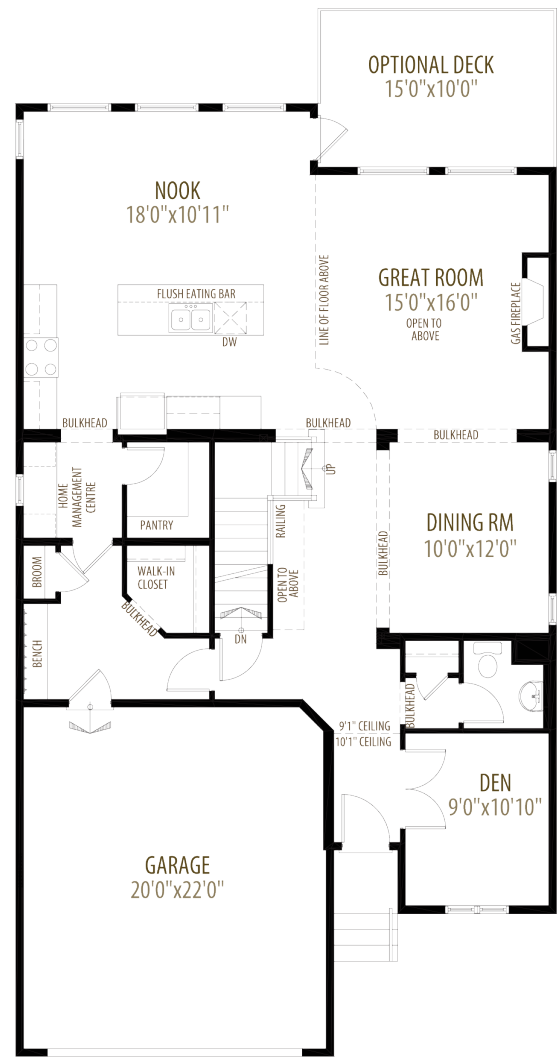 OPTIONAL DECK
15'0"x10'0"
NOOK
18'0"x10'11"
LINE OF FLOOR ABOVE
GREAT ROOM
15'0"x16'0"
OPEN TO
ABOVE
GAS FIREPLACE
FLUSH EATING BAR
DW
BULKHEAD
BULKHEAD
BULKHEAD
UP
HOME
MANAGEMENT
CENTRE
PANTRY
RAILING
DINING RM
10'0"x12'0"
BULKHEAD
BROOM
WALK-IN
CLOSET
OPEN TO
ABOVE
BULKHEAD
DN
BENCH
BULKHEAD
9'1" CEILING
10'1" CEILING
DEN
9'0"x10'10"
GARAGE
20'0"x22'0"